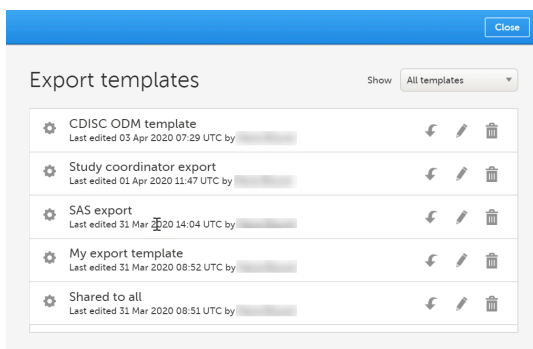 Close
Export templates
Show All templates
CDISC ODM template
Last edited 03 Apr 2020 07:29 UTC by
Study coordinator export
Last edited 01 Apr 2020 11:47 UTC by
SAS export
Last edited 31 Mar 2020 14:04 UTC by
My export template
Last edited 31 Mar 2020 08:52 UTC by
Shared to all
Last edited 31 Mar 2020 08:51 UTC by